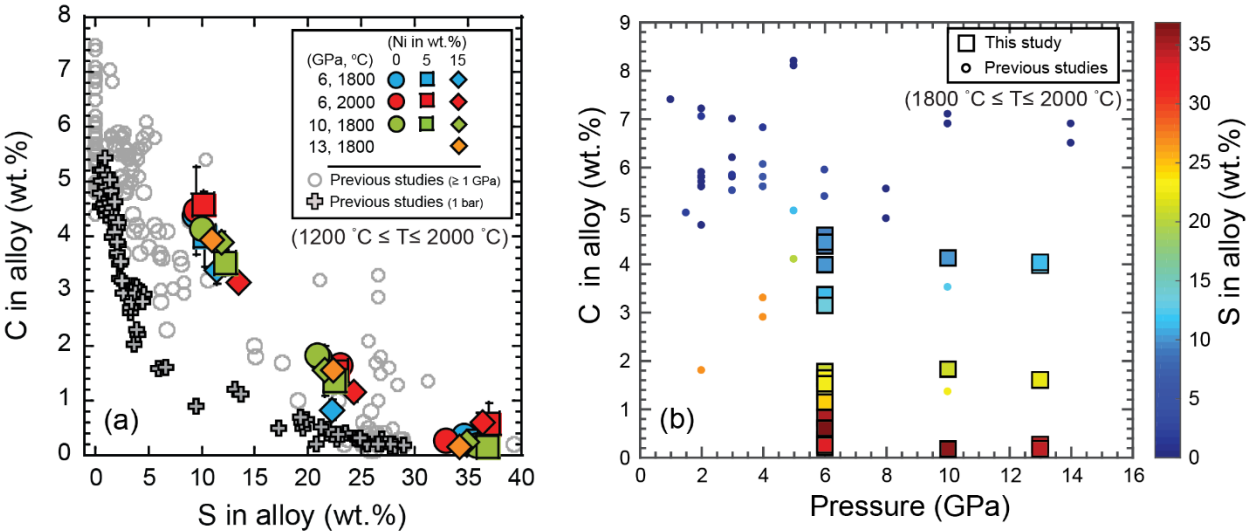 8
7
6
5
4
3
2
1
0
C in alloy (wt.%)
(Ni in wt.%)
(GPa, °C) 0 5 15
6, 1800
6, 2000
10, 1800
13, 1800
Previous studies (≥ 1 GPa)
Previous studies (1 bar)
(1200 °C ≤ T≤ 2000 °C)
(a)
0 5 10 15 20 25 30 35 40
S in alloy (wt.%)
9
8
7
6
5
4
3
2
1
0
C in alloy (wt.%)
This study
Previous studies
(1800 °C ≤ T≤ 2000 °C)
(b)
0 2 4 6 8 10 12 14 16
Pressure (GPa)
35
30
25
20
15
10
5
0
S in alloy (wt.%)